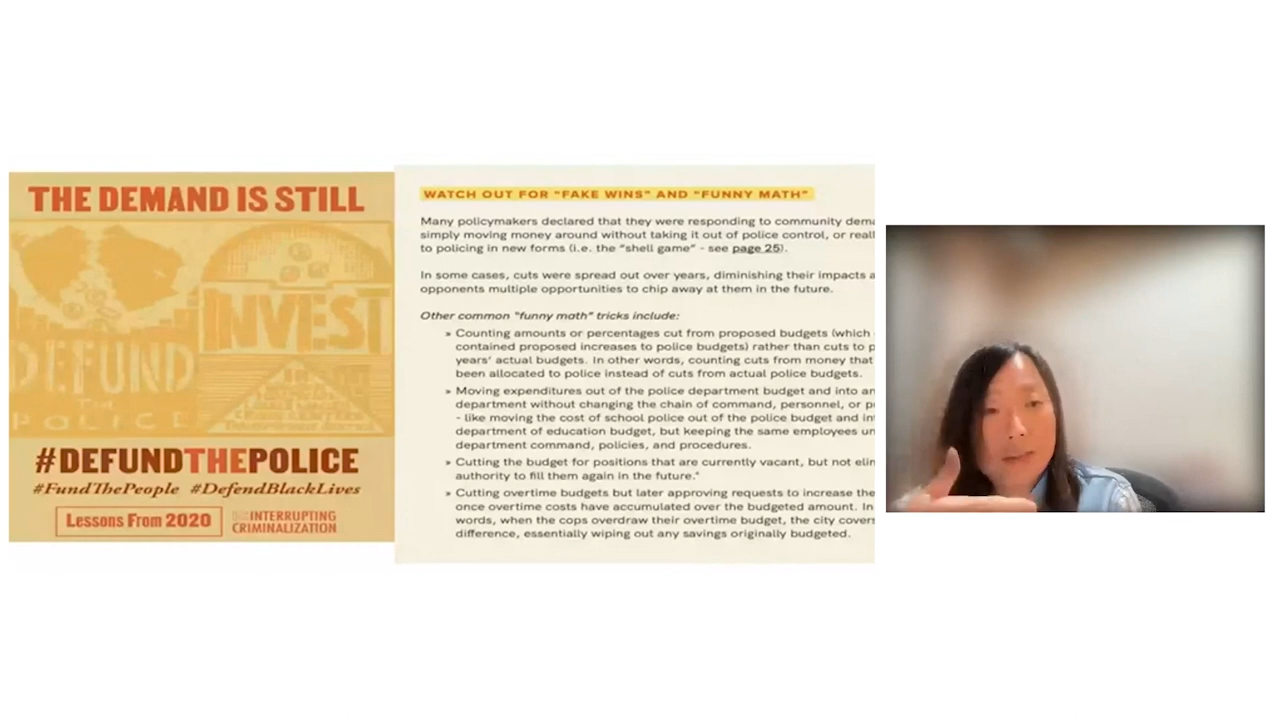 THE DEMAND IS STILL
DEFUND
THE
POLICE
INVEST
#DEFUNDTHEPOLICE
#FundThePeople #DefendBlackLives
Lessons From 2020
INTERRUPTING
CRIMINALIZATION
WATCH OUT FOR "FAKE WINS" AND "FUNNY MATH"
Many policymakers declared that they were responding to community dema
simply moving money around without taking it out of police control, or reall
to policing in new forms (i.e. the "shell game" - see page 25).
In some cases, cuts were spread out over years, diminishing their impacts a
opponents multiple opportunities to chip away at them in the future.
Other common "funny math" tricks include:
» Counting amounts or percentages cut from proposed budgets (which
contained proposed increases to police budgets) rather than cuts to p
years' actual budgets. In other words, counting cuts from money that
been allocated to police instead of cuts from actual police budgets.
» Moving expenditures out of the police department budget and into an
department without changing the chain of command, personnel, or p
- like moving the cost of school police out of the police budget and int
department of education budget, but keeping the same employees un
department command, policies, and procedures.
» Cutting the budget for positions that are currently vacant, but not elin
authority to fill them again in the future.*
» Cutting overtime budgets but later approving requests to increase the
once overtime costs have accumulated over the budgeted amount. In
words, when the cops overdraw their overtime budget, the city covers
difference, essentially wiping out any savings originally budgeted.